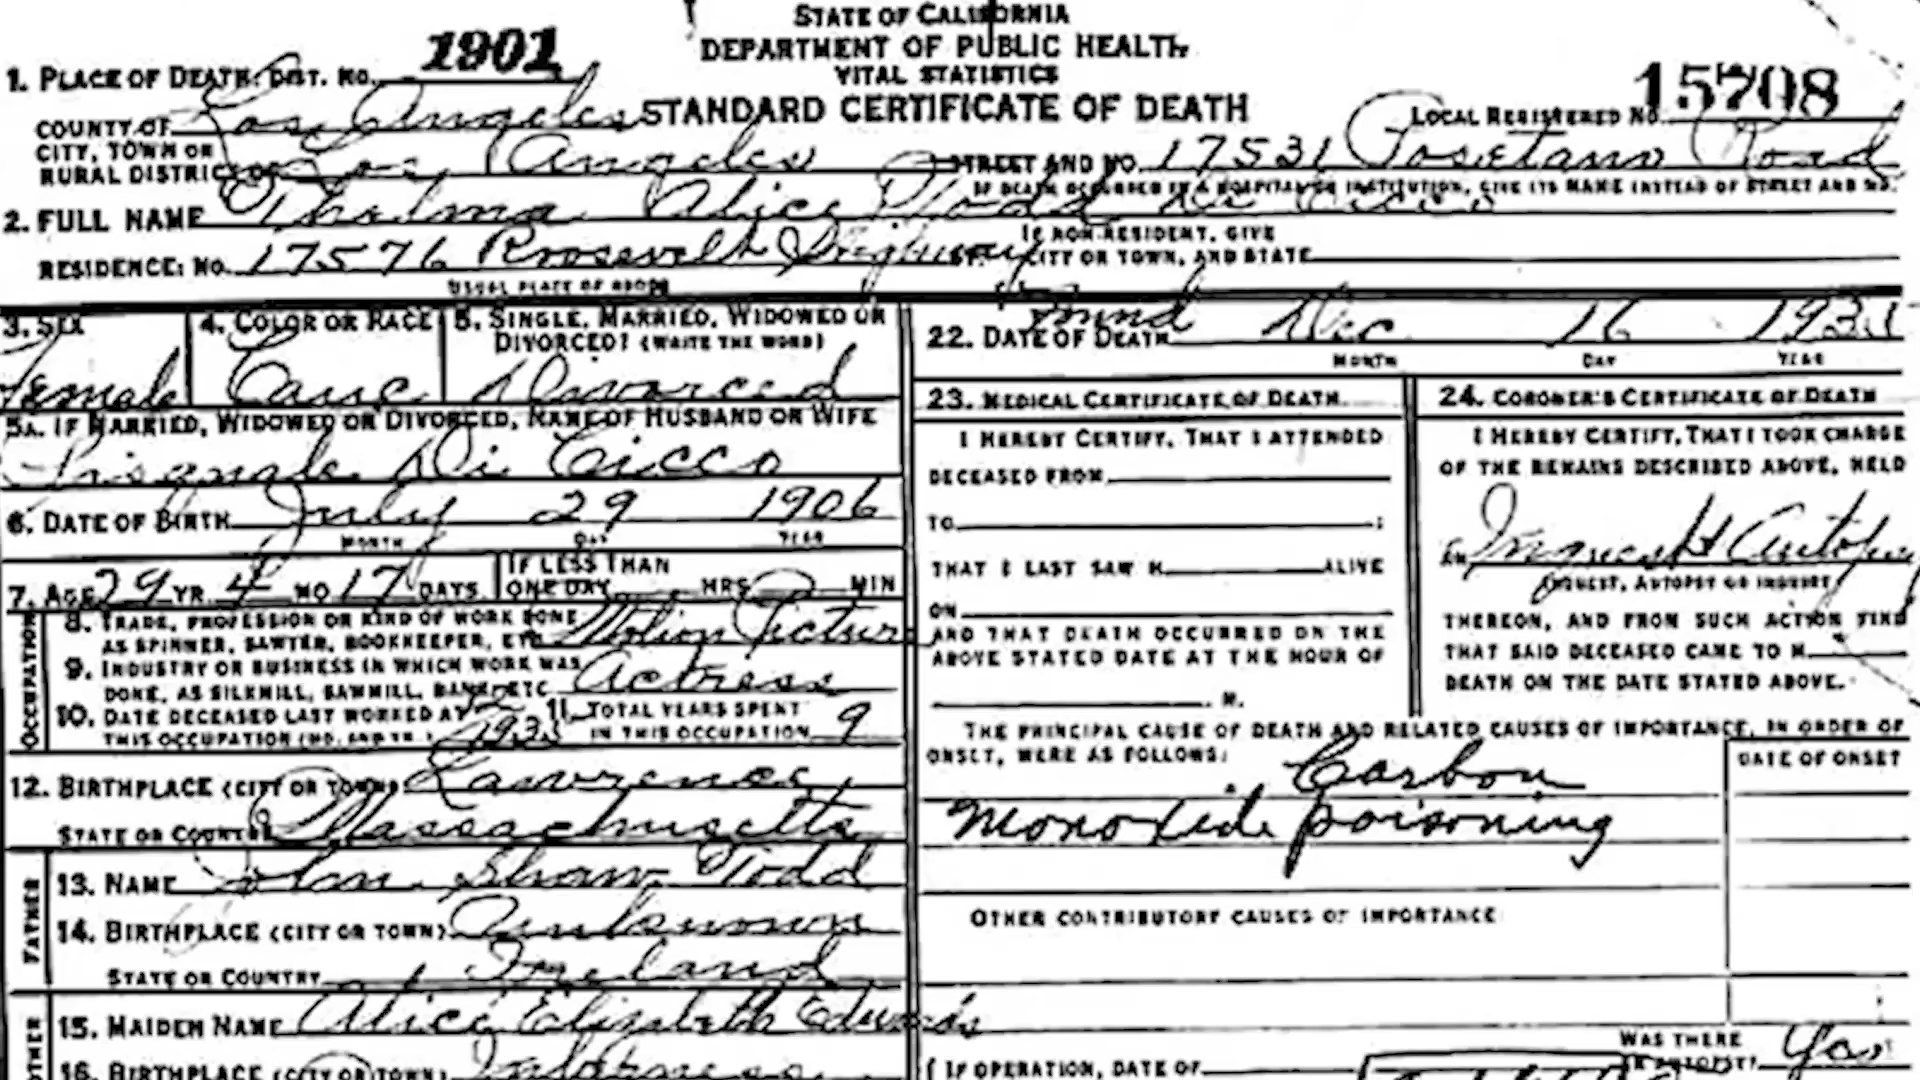 STATE OF CALIFORNIA
DEPARTMENT OF PUBLIC HEALTH
VITAL STATISTICS
STANDARD CERTIFICATE OF DEATH
1. PLACE OF DEATH: DIST. NO. 1901
LOCAL REGISTERED NO. 15708
COUNTY OF Los Angeles
CITY, TOWN OR
RURAL DISTRICT OF Los Angeles STREET AND NO. 17531 Posetano Road
IF DEATH OCCURRED IN A HOSPITAL OR INSTITUTION, GIVE ITS NAME INSTEAD OF STREET AND NO.
2. FULL NAME Thelma Alice Todd Di Cicco
RESIDENCE: NO. 17576 Roosevelt Highway ST. IF NON-RESIDENT, GIVE
CITY OR TOWN, AND STATE
USUAL PLACE OF ABODE
3. SEX
Female
4. COLOR OR RACE
Cauc
5. SINGLE, MARRIED, WIDOWED OR
DIVORCED? (WRITE THE WORD)
Divorced
5A. IF MARRIED, WIDOWED OR DIVORCED, NAME OF HUSBAND OR WIFE
Di Cicco
6. DATE OF BIRTH July 29 1906
MONTH DAY YEAR
7. AGE 29 YR. 4 MO 17 DAYS
IF LESS THAN
ONE DAY HRS MIN
OCCUPATION
8. TRADE, PROFESSION OR KIND OF WORK DONE
AS SPINNER, SAWYER, BOOKKEEPER, ETC. Motion Picture
9. INDUSTRY OR BUSINESS IN WHICH WORK WAS
DONE, AS SILKMILL, SAWMILL, BANK, ETC Actress
10. DATE DECEASED LAST WORKED AT
THIS OCCUPATION (MO. AND YR.) 1935
11. TOTAL YEARS SPENT
IN THIS OCCUPATION 9
12. BIRTHPLACE (CITY OR TOWN) Lawrence
STATE OR COUNTRY Massachusetts
FATHER
13. NAME John Shaw Todd
14. BIRTHPLACE (CITY OR TOWN) Unknown
STATE OR COUNTRY Ireland
15. MAIDEN NAME Alice Elizabeth Edwards
16. BIRTHPLACE (CITY OR TOWN) Unknown
22. DATE OF DEATH found Dec 16 1935
MONTH DAY YEAR
23. MEDICAL CERTIFICATE OF DEATH
I HEREBY CERTIFY, THAT I ATTENDED
DECEASED FROM
TO ;
THAT I LAST SAW H ALIVE
ON
AND THAT DEATH OCCURRED ON THE
ABOVE STATED DATE AT THE HOUR OF
M.
24. CORONER'S CERTIFICATE OF DEATH
I HEREBY CERTIFY, THAT I TOOK CHARGE
OF THE REMAINS DESCRIBED ABOVE, HELD
AN Inquest Autopsy
INQUEST, AUTOPSY OR INQUIRY
THEREON, AND FROM SUCH ACTION FIND
THAT SAID DECEASED CAME TO H
DEATH ON THE DATE STATED ABOVE.
THE PRINCIPAL CAUSE OF DEATH AND RELATED CAUSES OF IMPORTANCE, IN ORDER OF
ONSET, WERE AS FOLLOWS: Carbon
Monoxide poisoning
DATE OF ONSET
OTHER CONTRIBUTORY CAUSES OF IMPORTANCE
WAS THERE
AN AUTOPSY? Yes
IF OPERATION, DATE OF